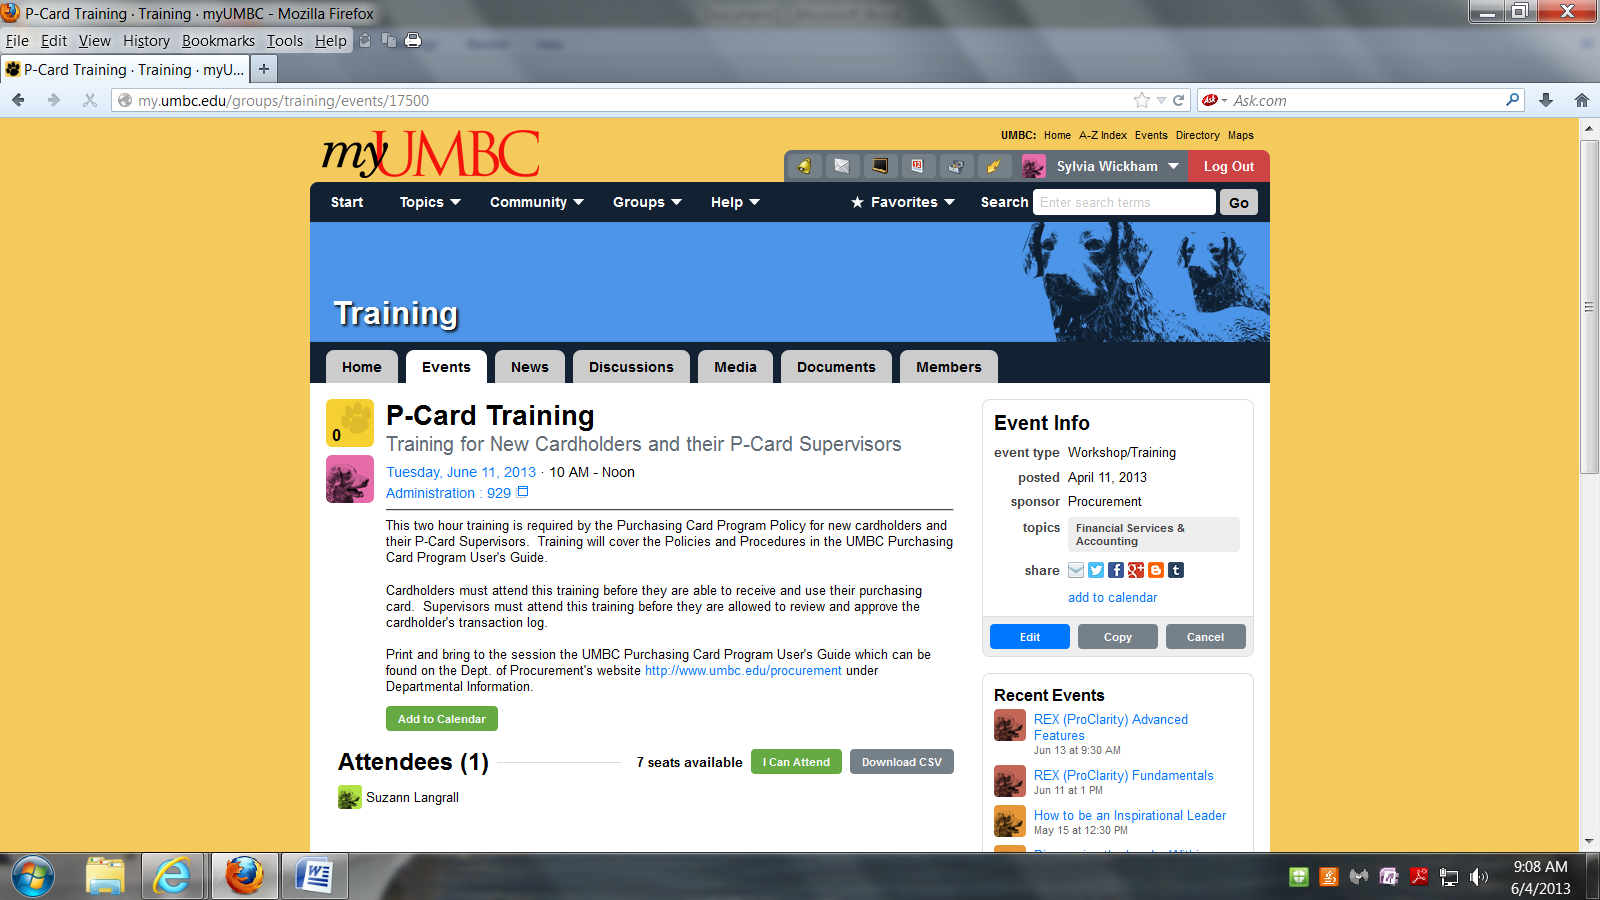 P-Card Training · Training · myUMBC - Mozilla Firefox
File Edit View History Bookmarks Tools Help
P-Card Training · Training · myU... +
my.umbc.edu/groups/training/events/17500
Ask Ask.com
myUMBC
UMBC: Home A-Z Index Events Directory Maps
12 Sylvia Wickham Log Out
Start Topics Community Groups Help Favorites Search Enter search terms Go
Training
Home Events News Discussions Media Documents Members
0
P-Card Training
Training for New Cardholders and their P-Card Supervisors
Tuesday, June 11, 2013 · 10 AM - Noon
Administration : 929
This two hour training is required by the Purchasing Card Program Policy for new cardholders and
their P-Card Supervisors. Training will cover the Policies and Procedures in the UMBC Purchasing
Card Program User's Guide.
Cardholders must attend this training before they are able to receive and use their purchasing
card. Supervisors must attend this training before they are allowed to review and approve the
cardholder's transaction log.
Print and bring to the session the UMBC Purchasing Card Program User's Guide which can be
found on the Dept. of Procurement's website http://www.umbc.edu/procurement under
Departmental Information.
Add to Calendar
Attendees (1) 7 seats available I Can Attend Download CSV
Suzann Langrall
Event Info
event type Workshop/Training
posted April 11, 2013
sponsor Procurement
topics Financial Services &
Accounting
share
add to calendar
Edit Copy Cancel
Recent Events
REX (ProClarity) Advanced
Features
Jun 13 at 9:30 AM
REX (ProClarity) Fundamentals
Jun 11 at 1 PM
How to be an Inspirational Leader
May 15 at 12:30 PM
9:08 AM
6/4/2013